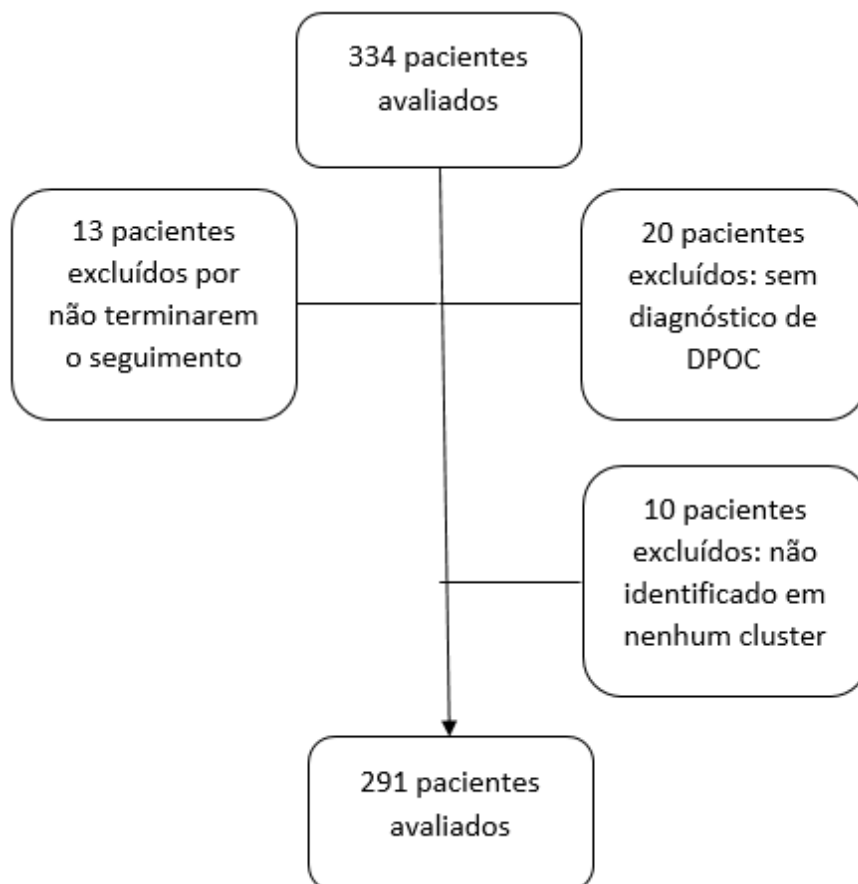 334 pacientes
avaliados
13 pacientes
excluídos por
não terminarem
o seguimento
20 pacientes
excluídos: sem
diagnóstico de
DPOC
10 pacientes
excluídos: não
identificado em
nenhum cluster
291 pacientes
avaliados